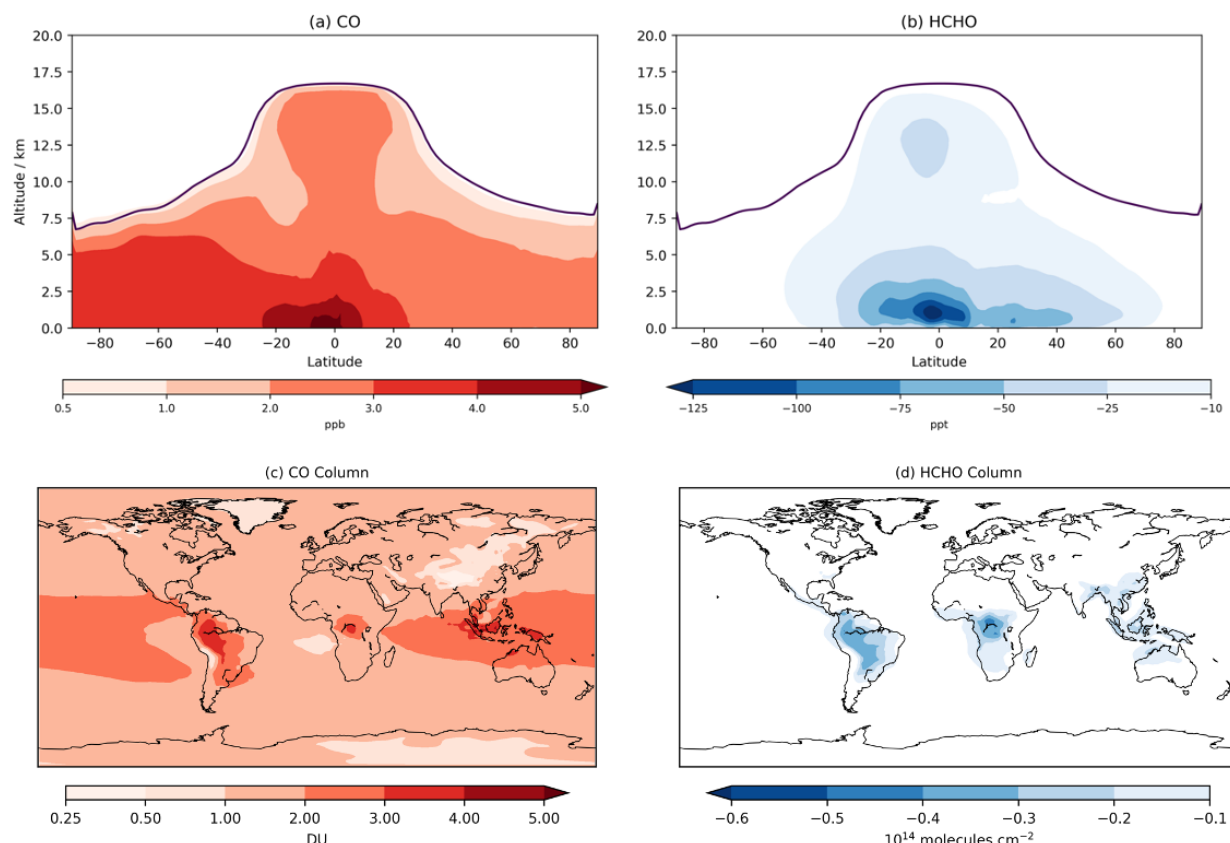 (a) CO
(b) HCHO
20.0
17.5
15.0
12.5
10.0
7.5
5.0
2.5
0.0
Altitude / km
−80 −60 −40 −20 0 20 40 60 80
Latitude
0.5 1.0 2.0 3.0 4.0 5.0
ppb
20.0
17.5
15.0
12.5
10.0
7.5
5.0
2.5
0.0
−80 −60 −40 −20 0 20 40 60 80
Latitude
−125 −100 −75 −50 −25 −10
ppt
(c) CO Column
(d) HCHO Column
0.25 0.50 1.00 2.00 3.00 4.00 5.00
DU
−0.6 −0.5 −0.4 −0.3 −0.2 −0.1
10¹⁴ molecules cm⁻²